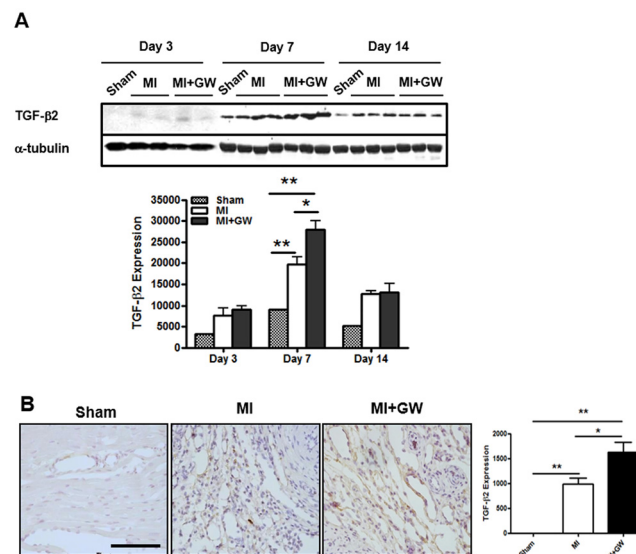 A
Day 3 Day 7 Day 14
Sham MI MI+GW Sham MI MI+GW Sham MI MI+GW
TGF-β2
α-tubulin
35000
30000
25000
20000
15000
10000
5000
0
TGF-β2 Expression
Sham
MI
MI+GW
** 
*
**
Day 3 Day 7 Day 14
B
Sham MI MI+GW
2000
1500
1000
500
0
TGF-β2 Expression
**
*
**
Sham MI +GW